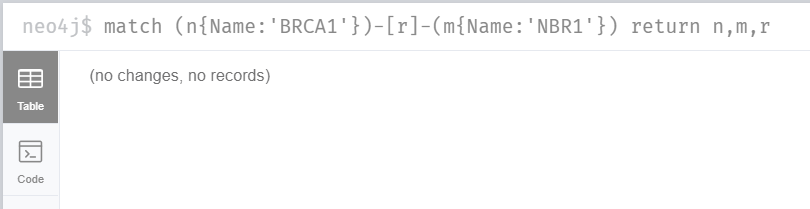 neo4j$ match (n{Name:'BRCA1'})-[r]-(m{Name:'NBR1'}) return n,m,r
(no changes, no records)
Table
Code